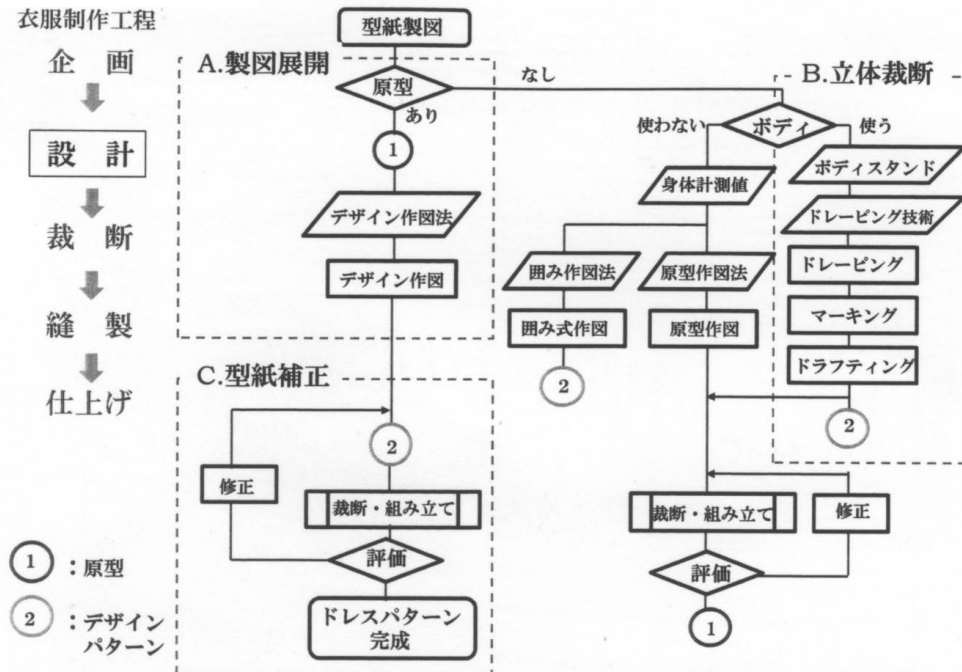 衣服制作工程
企 画
設 計
裁 断
縫 製
仕上げ
1 ：原型
2 ：デザイン
パターン
型紙製図
A.製図展開
原型
なし
あり
1
デザイン作図法
デザイン作図
B.立体裁断
使わない
ボディ
使う
身体計測値
ボディスタンド
ドレーピング技術
囲み作図法
原型作図法
ドレーピング
囲み式作図
原型作図
マーキング
ドラフティング
2
2
C.型紙補正
2
修正
裁断・組み立て
評価
ドレスパターン
完成
裁断・組み立て
修正
評価
1